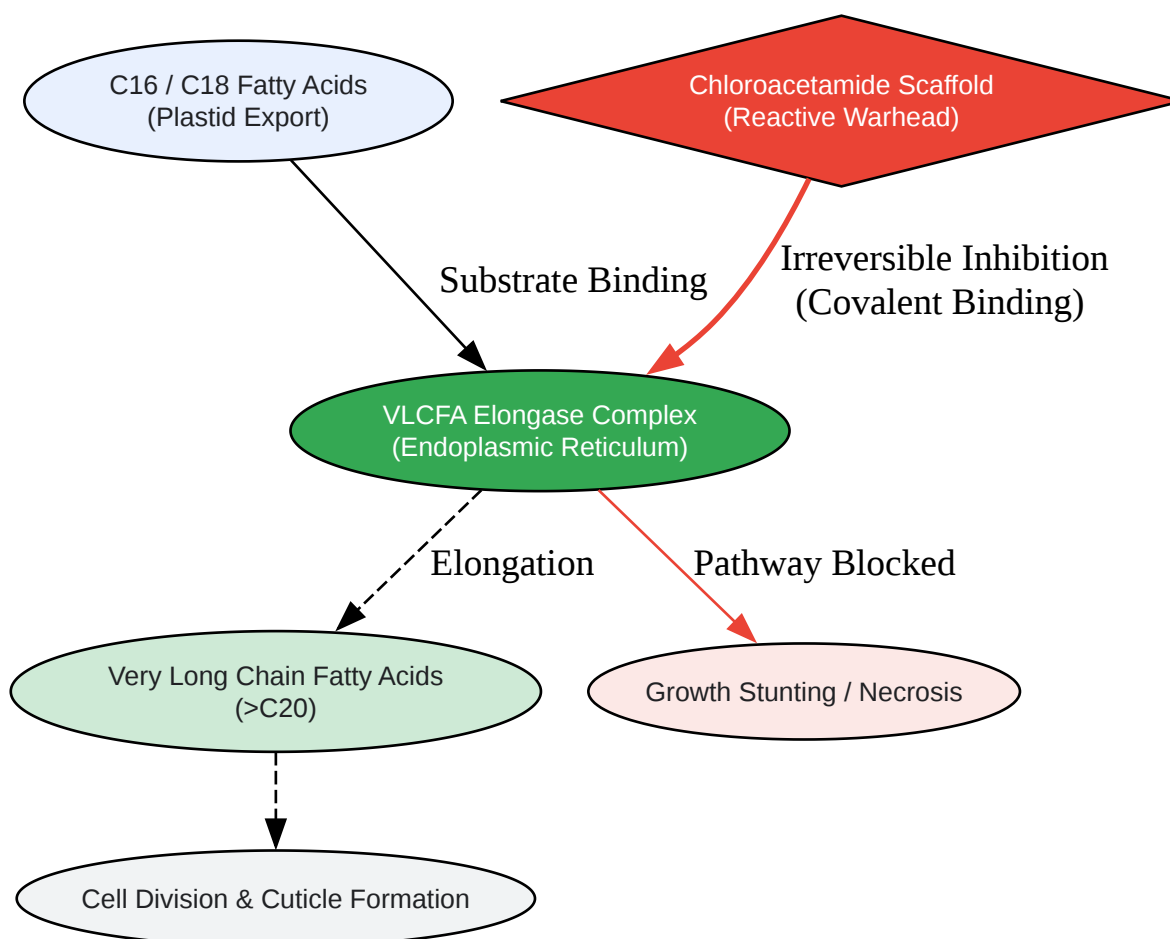 C16 / C18 Fatty Acids
(Plastid Export)
Chloroacetamide Scaffold
(Reactive Warhead)
Substrate Binding
Irreversible Inhibition
(Covalent Binding)
VLCFA Elongase Complex
(Endoplasmic Reticulum)
Elongation
Pathway Blocked
Very Long Chain Fatty Acids
(>C20)
Growth Stunting / Necrosis
Cell Division & Cuticle Formation